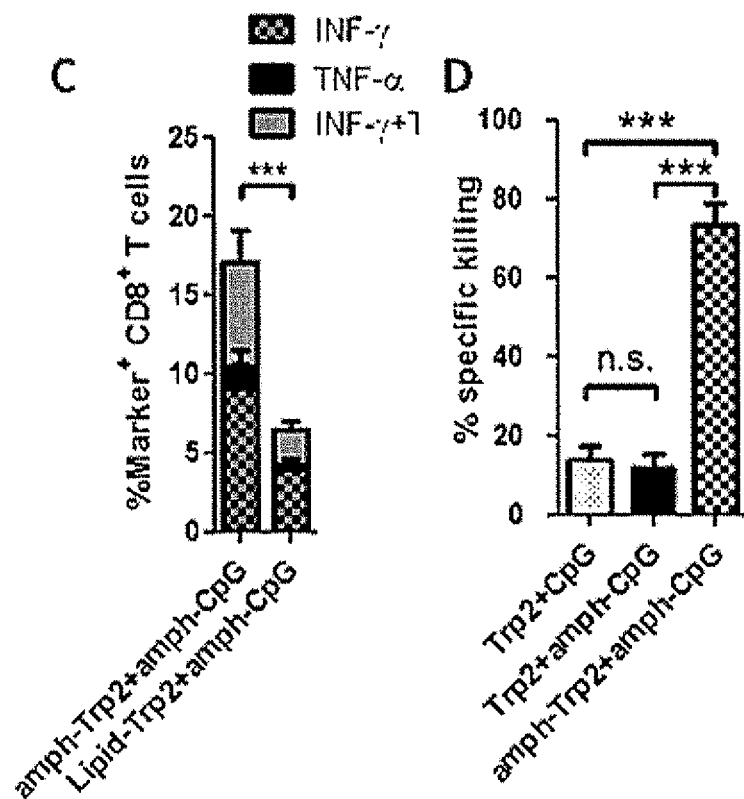 C
INF-γ
TNF-α
INF-γ+T
%Marker+ CD8+ T cells
25
20
15
10
5
0
***
amph-Trp2+amph-CpG
Lipid-Trp2+amph-CpG
D
% specific killing
100
80
60
40
20
0
***
***
n.s.
Trp2+CpG
Trp2+amph-CpG
amph-Trp2+amph-CpG